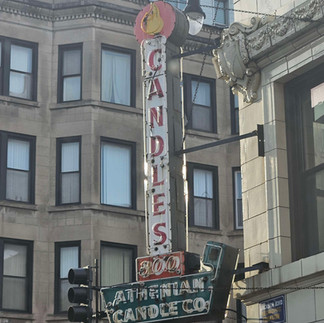 CANDLES
300
ATHENIAN
CANDLE CO.